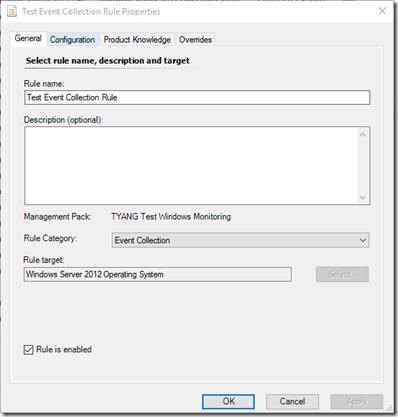 Test Event Collection Rule Properties
General Configuration Product Knowledge Overrides
Select rule name, description and target
Rule name:
Test Event Collection Rule
Description (optional):
Management Pack: TYANG Test Windows Monitoring
Rule Category: Event Collection
Rule target:
Windows Server 2012 Operating System Select...
Rule is enabled
OK Cancel Apply